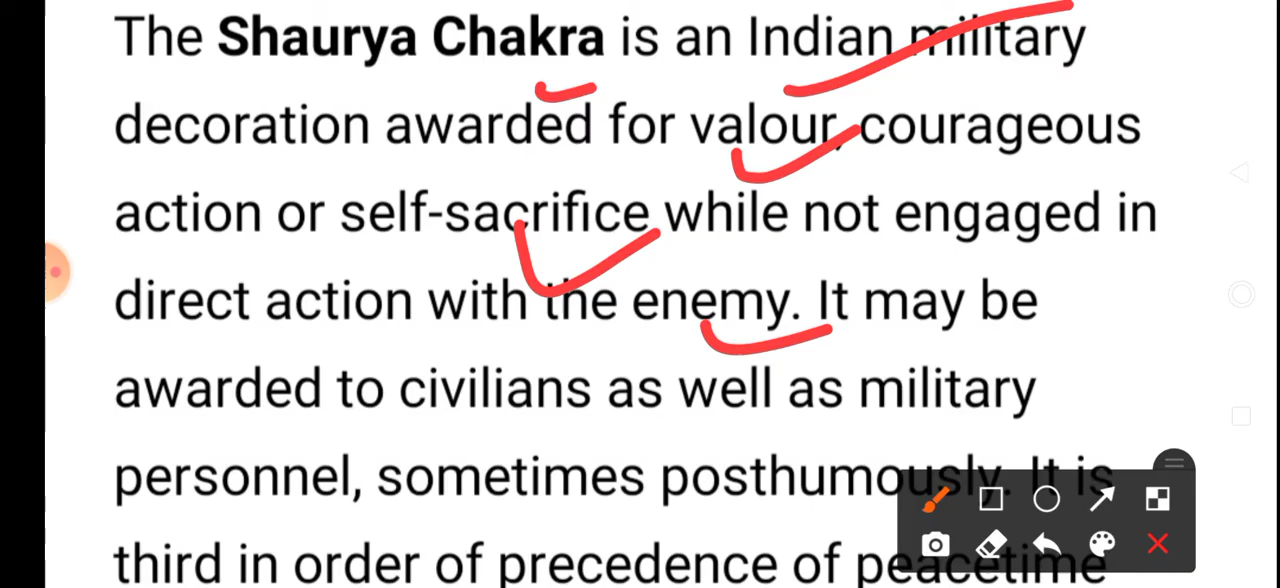 The Shaurya Chakra is an Indian military
decoration awarded for valour, courageous
action or self-sacrifice while not engaged in
direct action with the enemy. It may be
awarded to civilians as well as military
personnel, sometimes posthumously. It is
third in order of precedence of peacetime